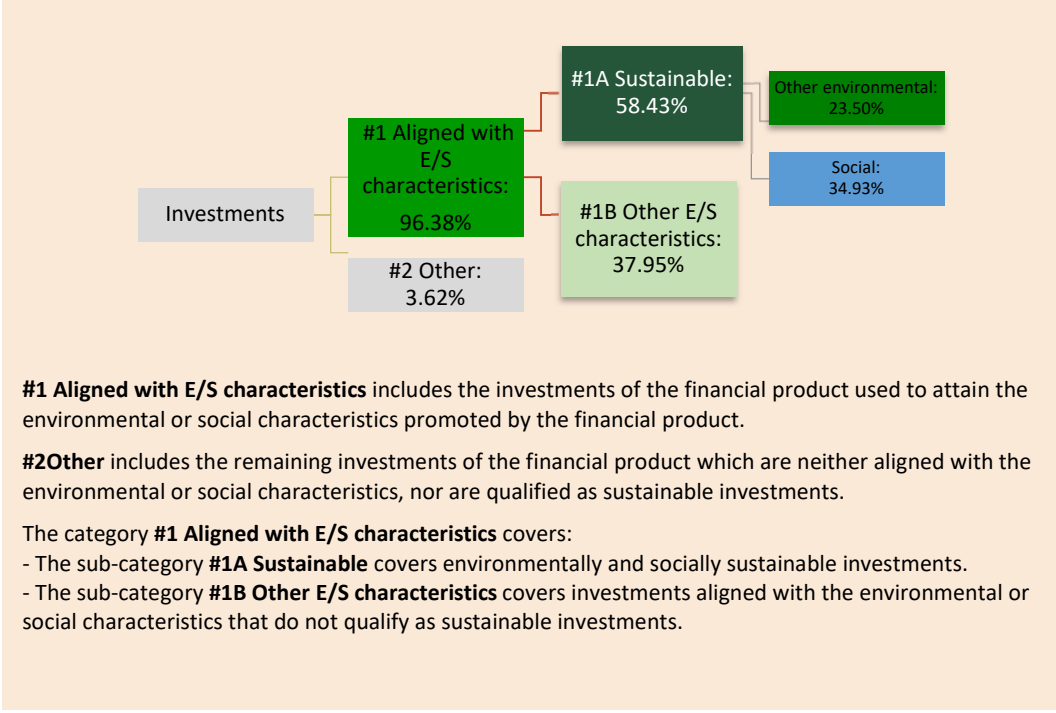 Investments
#1 Aligned with
E/S
characteristics:
96.38%
#2 Other:
3.62%
#1A Sustainable:
58.43%
#1B Other E/S
characteristics:
37.95%
Other environmental:
23.50%
Social:
34.93%
#1 Aligned with E/S characteristics includes the investments of the financial product used to attain the
environmental or social characteristics promoted by the financial product.
#2Other includes the remaining investments of the financial product which are neither aligned with the
environmental or social characteristics, nor are qualified as sustainable investments.
The category #1 Aligned with E/S characteristics covers:
- The sub-category #1A Sustainable covers environmentally and socially sustainable investments.
- The sub-category #1B Other E/S characteristics covers investments aligned with the environmental or
social characteristics that do not qualify as sustainable investments.